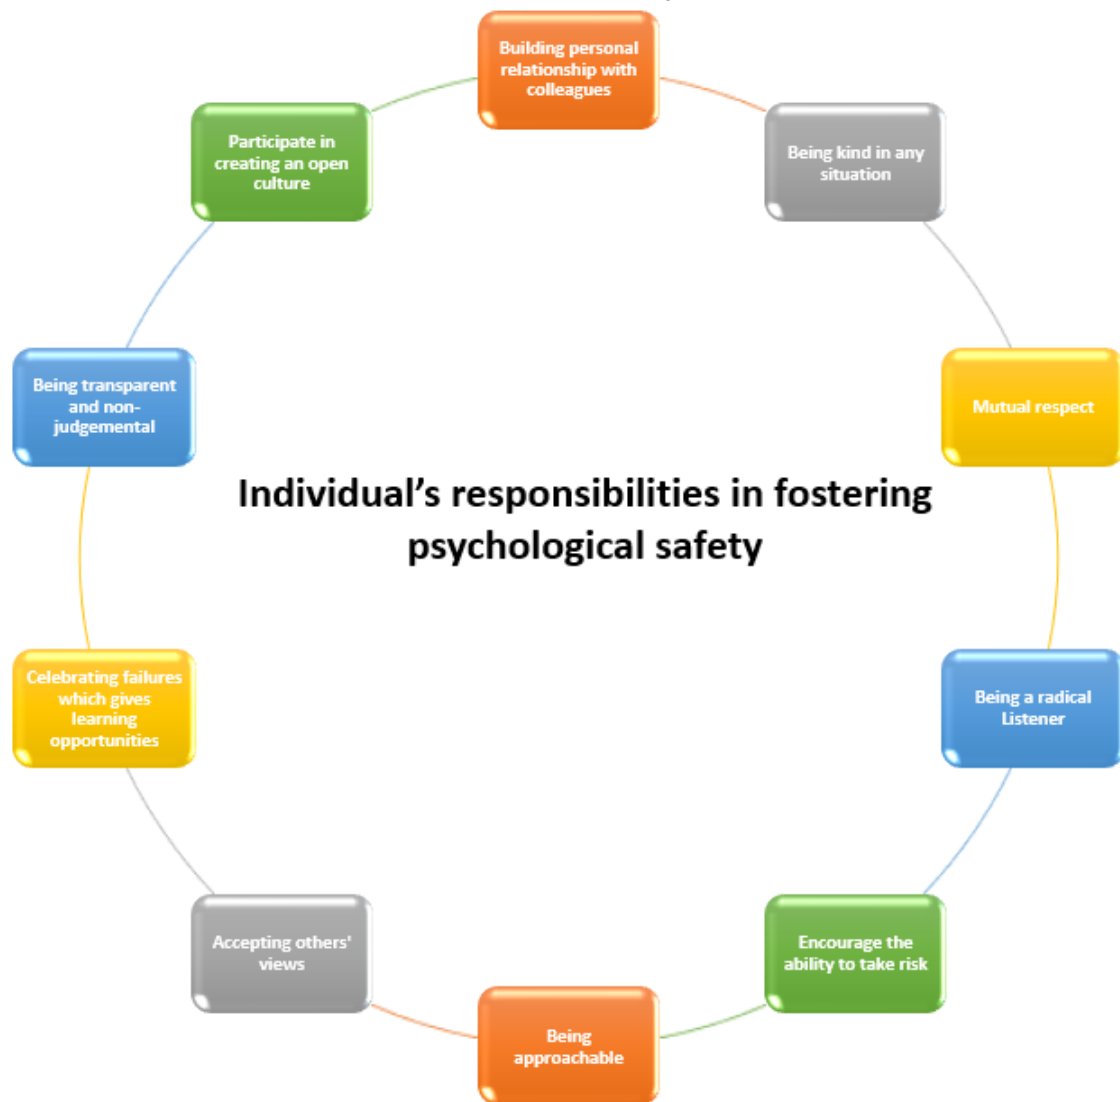 Building personal
relationship with
colleagues
Being kind in any
situation
Mutual respect
Being a radical
Listener
Encourage the
ability to take risk
Being
approachable
Accepting others'
views
Celebrating failures
which gives
learning
opportunities
Being transparent
and non-
judgemental
Participate in
creating an open
culture
Individual’s responsibilities in fostering
psychological safety